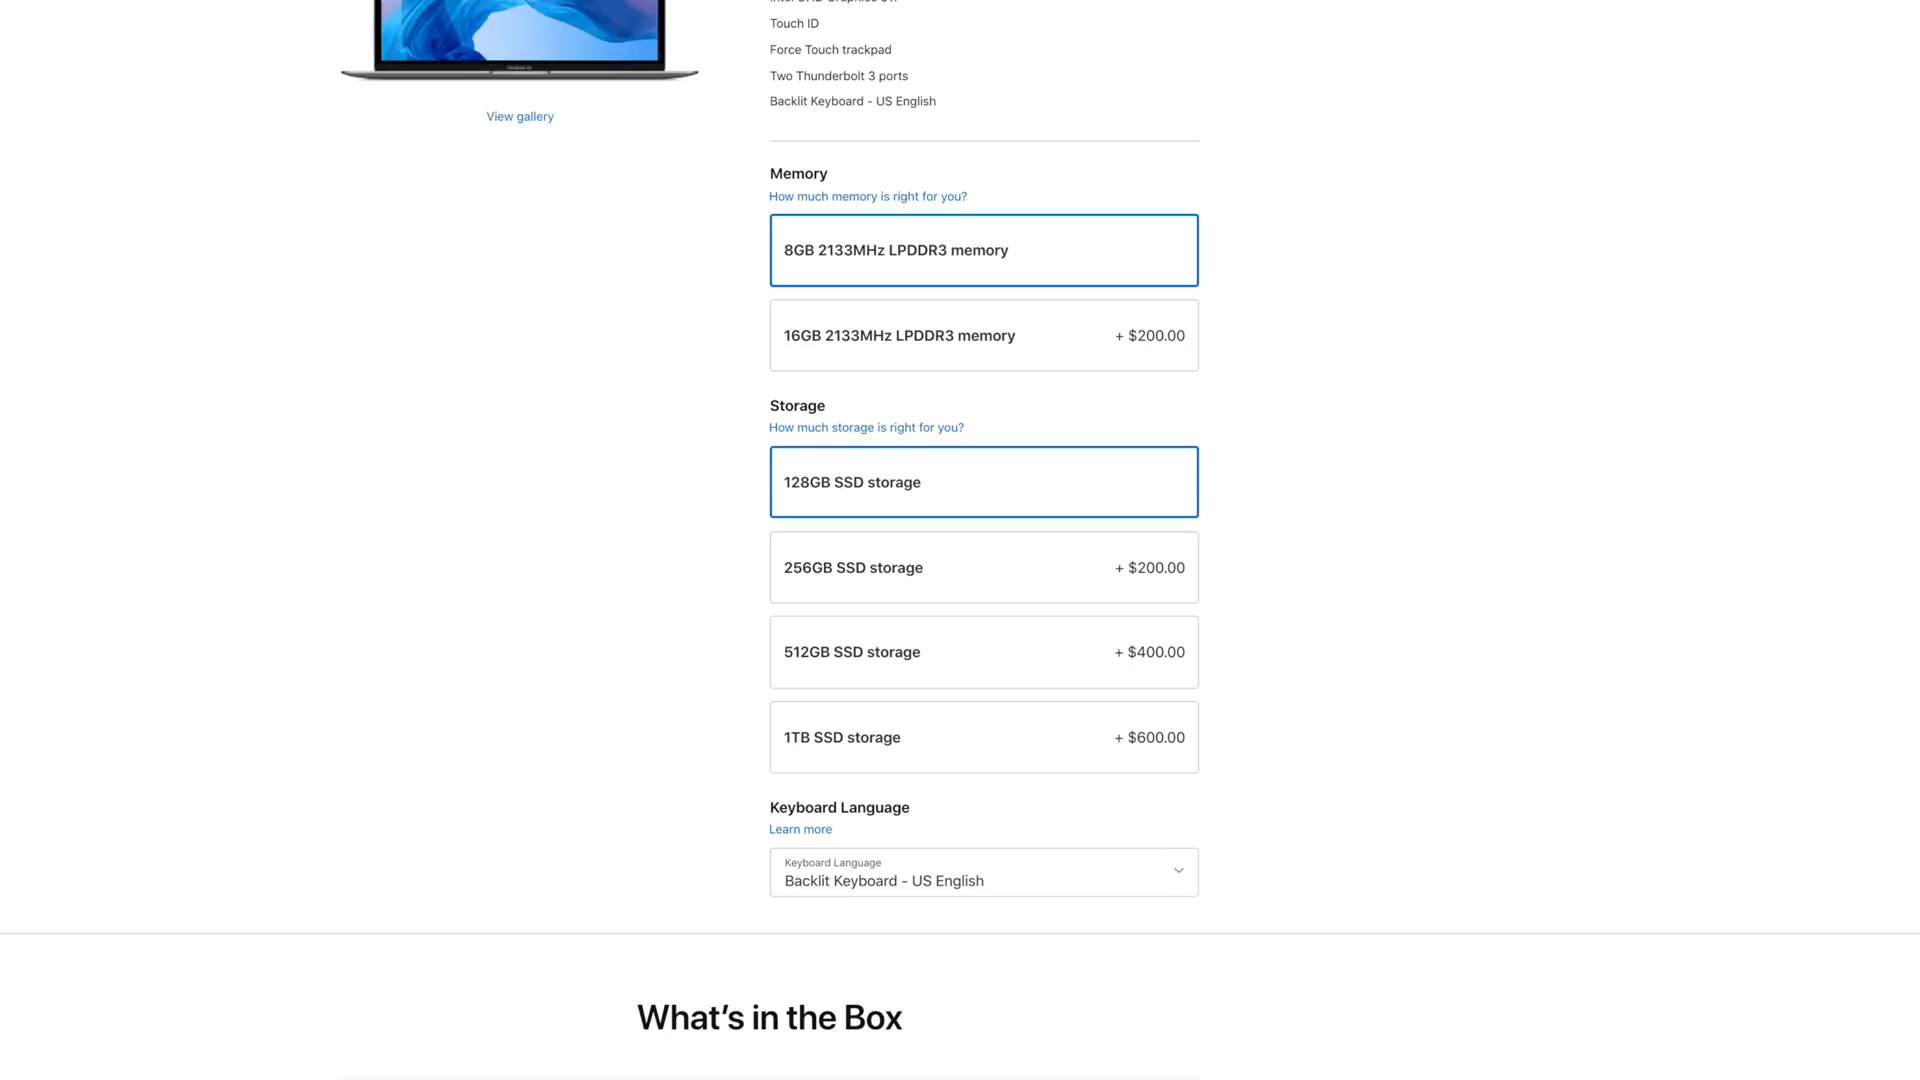 Touch ID
Force Touch trackpad
Two Thunderbolt 3 ports
Backlit Keyboard - US English
View gallery
Memory
How much memory is right for you?
8GB 2133MHz LPDDR3 memory
16GB 2133MHz LPDDR3 memory + $200.00
Storage
How much storage is right for you?
128GB SSD storage
256GB SSD storage + $200.00
512GB SSD storage + $400.00
1TB SSD storage + $600.00
Keyboard Language
Learn more
Keyboard Language
Backlit Keyboard - US English
What’s in the Box